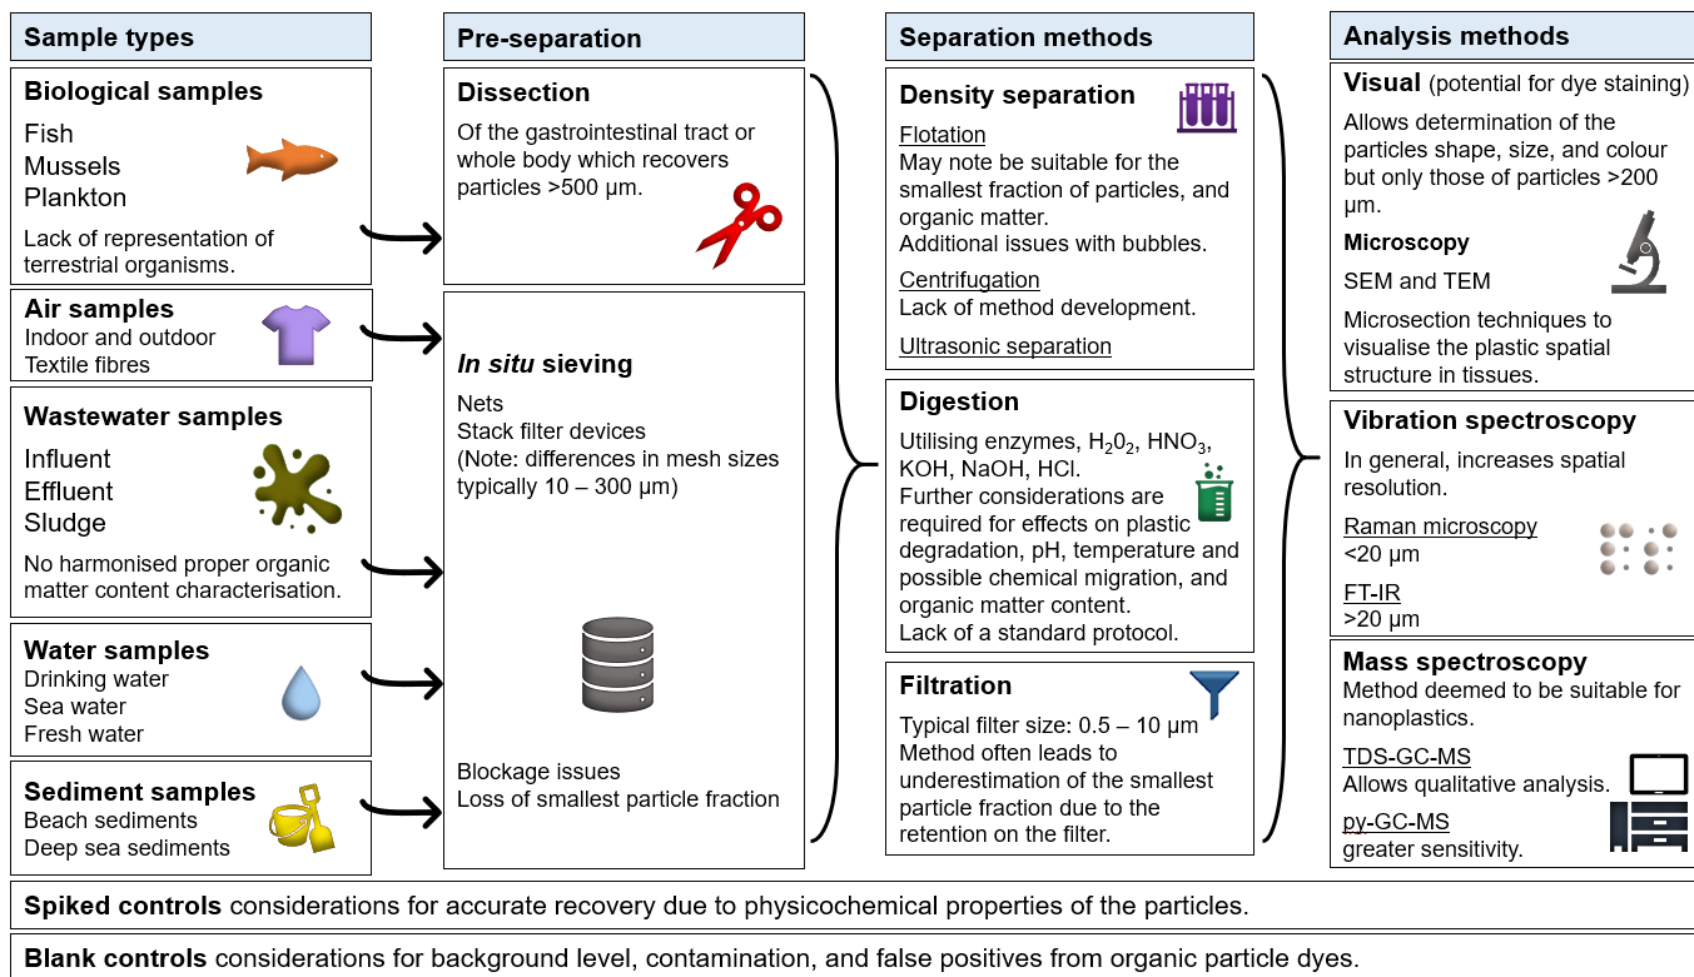 Sample types
Biological samples
Fish
Mussels
Plankton
Lack of representation of
terrestrial organisms.
Air samples
Indoor and outdoor
Textile fibres
Wastewater samples
Influent
Effluent
Sludge
No harmonised proper organic
matter content characterisation.
Water samples
Drinking water
Sea water
Fresh water
Sediment samples
Beach sediments
Deep sea sediments
Pre-separation
Dissection
Of the gastrointestinal tract or
whole body which recovers
particles >500 µm.
In situ sieving
Nets
Stack filter devices
(Note: differences in mesh sizes
typically 10 – 300 µm)
Blockage issues
Loss of smallest particle fraction
Separation methods
Density separation
Flotation
May note be suitable for the
smallest fraction of particles, and
organic matter.
Additional issues with bubbles.
Centrifugation
Lack of method development.
Ultrasonic separation
Digestion
Utilising enzymes, H₂0₂, HNO₃,
KOH, NaOH, HCl.
Further considerations are
required for effects on plastic
degradation, pH, temperature and
possible chemical migration, and
organic matter content.
Lack of a standard protocol.
Filtration
Typical filter size: 0.5 – 10 µm
Method often leads to
underestimation of the smallest
particle fraction due to the
retention on the filter.
Analysis methods
Visual (potential for dye staining)
Allows determination of the
particles shape, size, and colour
but only those of particles >200
µm.
Microscopy
SEM and TEM
Microsection techniques to
visualise the plastic spatial
structure in tissues.
Vibration spectroscopy
In general, increases spatial
resolution.
Raman microscopy
<20 µm
FT-IR
>20 µm
Mass spectroscopy
Method deemed to be suitable for
nanoplastics.
TDS-GC-MS
Allows qualitative analysis.
py-GC-MS
greater sensitivity.
Spiked controls considerations for accurate recovery due to physicochemical properties of the particles.
Blank controls considerations for background level, contamination, and false positives from organic particle dyes.